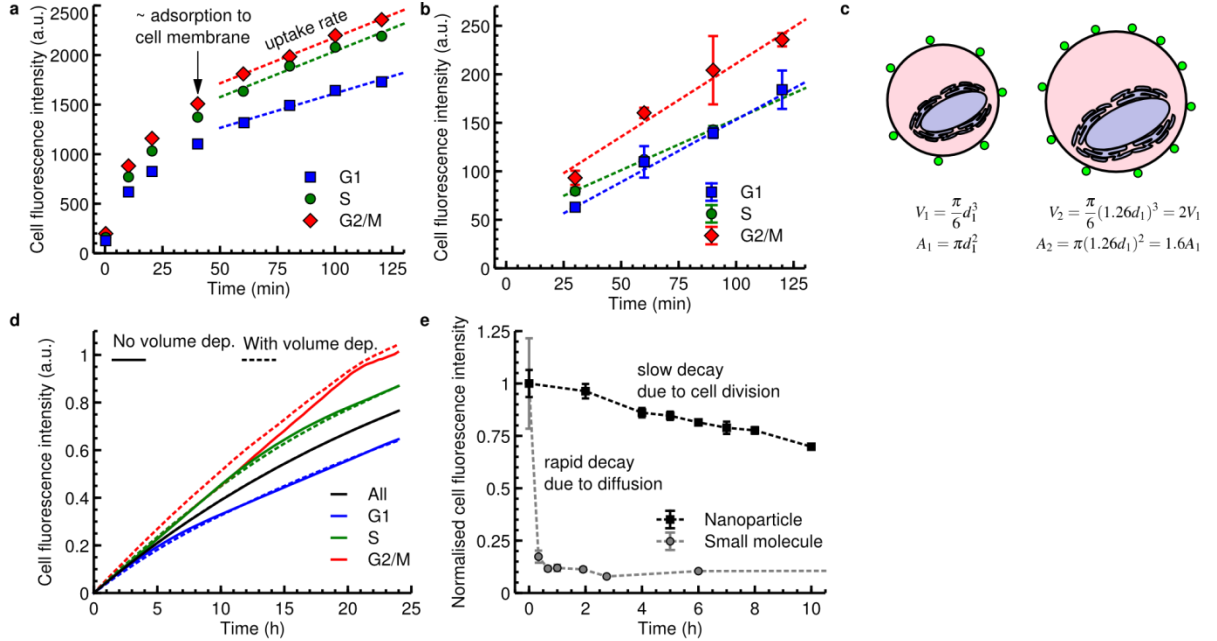 a
Cell fluorescence intensity (a.u.)
2500
2000
1500
1000
500
0
~ adsorption to
cell membrane
uptake rate
G1
S
G2/M
0 25 50 75 100 125
Time (min)
b
Cell fluorescence intensity (a.u.)
250
200
150
100
50
0
G1
S
G2/M
0 25 50 75 100 125
Time (min)
c
V₁ = π/6 d₁³
A₁ = πd₁²
V₂ = π/6 (1.26d₁)³ = 2V₁
A₂ = π(1.26d₁)² = 1.6A₁
d
Cell fluorescence intensity (a.u.)
1
0.8
0.6
0.4
0.2
0
No volume dep. With volume dep.
All
G1
S
G2/M
0 5 10 15 20 25
Time (h)
e
Normalised cell fluorescence intensity
1.25
1
0.75
0.5
0.25
0
slow decay
due to cell division
rapid decay
due to diffusion
Nanoparticle
Small molecule
0 2 4 6 8 10
Time (h)